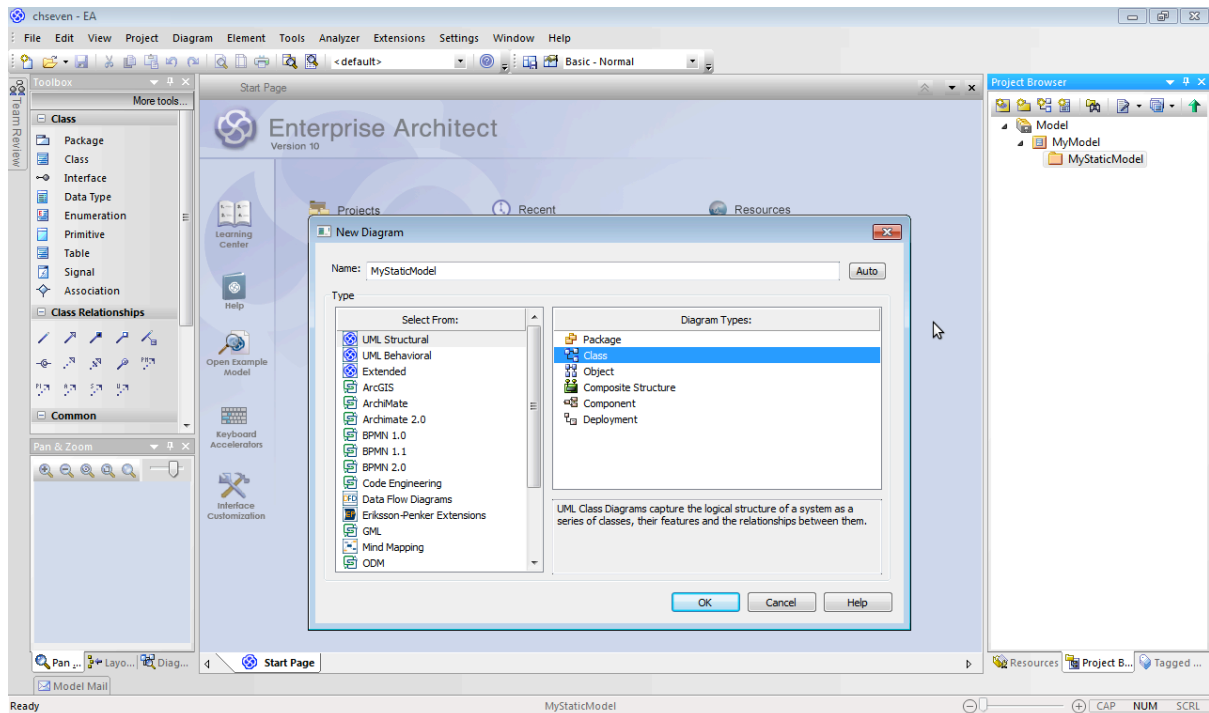 chseven - EA
File Edit View Project Diagram Element Tools Analyzer Extensions Settings Window Help
<default> Basic - Normal
Team Review
Toolbox
More tools...
Class
Package
Class
Interface
Data Type
Enumeration
Primitive
Table
Signal
Association
Class Relationships
Common
Pan & Zoom
Pan ... Layo... Diag...
Model Mail
Start Page
Enterprise Architect
Version 10
Projects Recent Resources
Learning
Center
Help
Open Example
Model
Keyboard
Accelerators
Interface
Customization
New Diagram
Name: MyStaticModel Auto
Type
Select From:
UML Structural
UML Behavioral
Extended
ArcGIS
ArchiMate
Archimate 2.0
BPMN 1.0
BPMN 1.1
BPMN 2.0
Code Engineering
Data Flow Diagrams
Eriksson-Penker Extensions
GML
Mind Mapping
ODM
Diagram Types:
Package
Class
Object
Composite Structure
Component
Deployment
UML Class Diagrams capture the logical structure of a system as a
series of classes, their features and the relationships between them.
OK Cancel Help
Start Page
Project Browser
Model
MyModel
MyStaticModel
Resources Project B... Tagged ...
Ready MyStaticModel CAP NUM SCRL